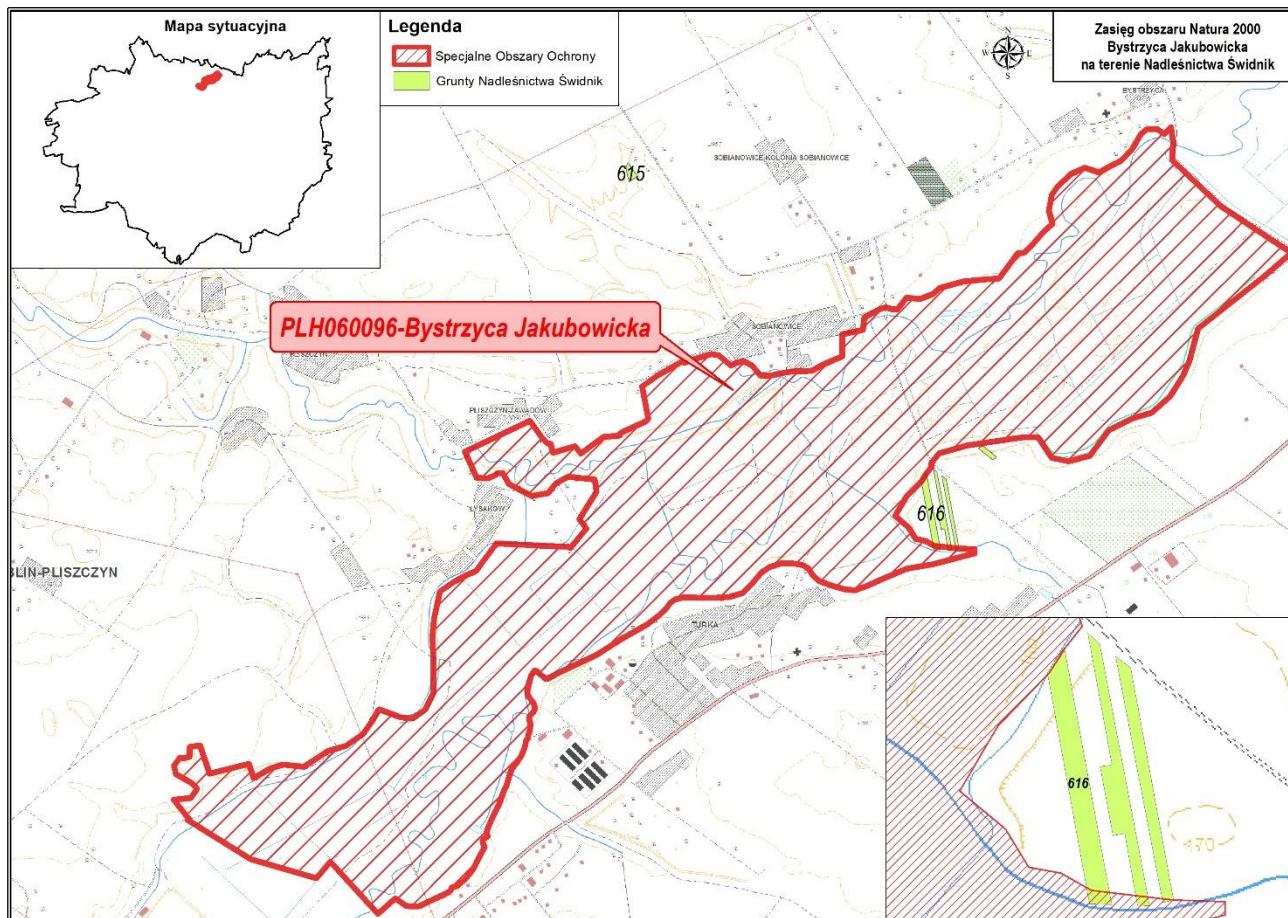 Mapa sytuacyjna
Legenda
Specjalne Obszary Ochrony
Grunty Nadleśnictwa Świdnik
N
W E
S
Zasięg obszaru Natura 2000
Bystrzyca Jakubowicka
na terenie Nadleśnictwa Świdnik
BYSTRZYCA
615
SOBIANOWICE-KOLONIA SOBIANOWICE
PLH060096-Bystrzyca Jakubowicka
SOBIANOWICE
PLISZCZYN
PLISZCZYN-ZAWADÓW
ŁYSAKÓW
616
BLIN-PLISZCZYN
TURKA
616
170